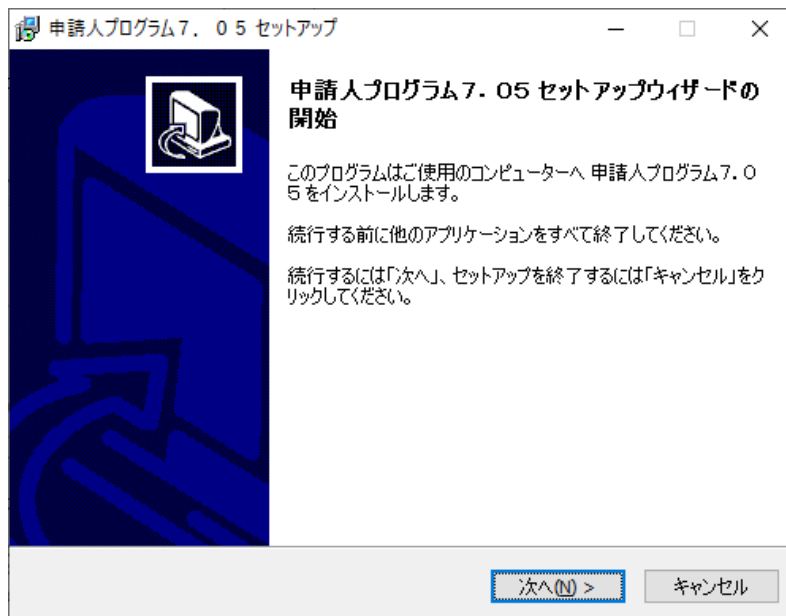 申請人プログラム7．０５ セットアップ
申請人プログラム7．05 セットアップウィザードの
開始
このプログラムはご使用のコンピューターへ 申請人プログラム7．０
５ をインストールします。
続行する前に他のアプリケーションをすべて終了してください。
続行するには「次へ」、セットアップを終了するには「キャンセル」をク
リックしてください。
次へ(N) >
キャンセル